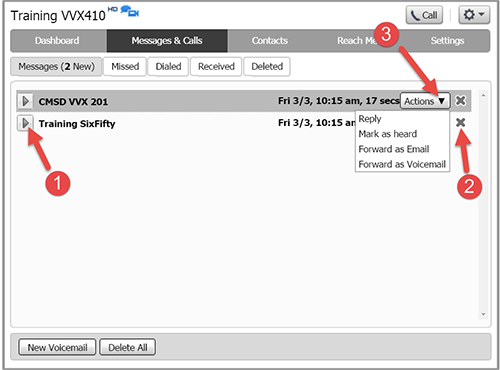 Training VVX410 HD
Call
Dashboard Messages & Calls Contacts Reach Me Settings
3
Messages (2 New) Missed Dialed Received Deleted
CMSD VVX 201 Fri 3/3, 10:15 am, 17 secs Actions ▼
Training SixFifty Fri 3/3, 10:15 a
Reply
Mark as heard
Forward as Email
Forward as Voicemail
1
2
New Voicemail Delete All